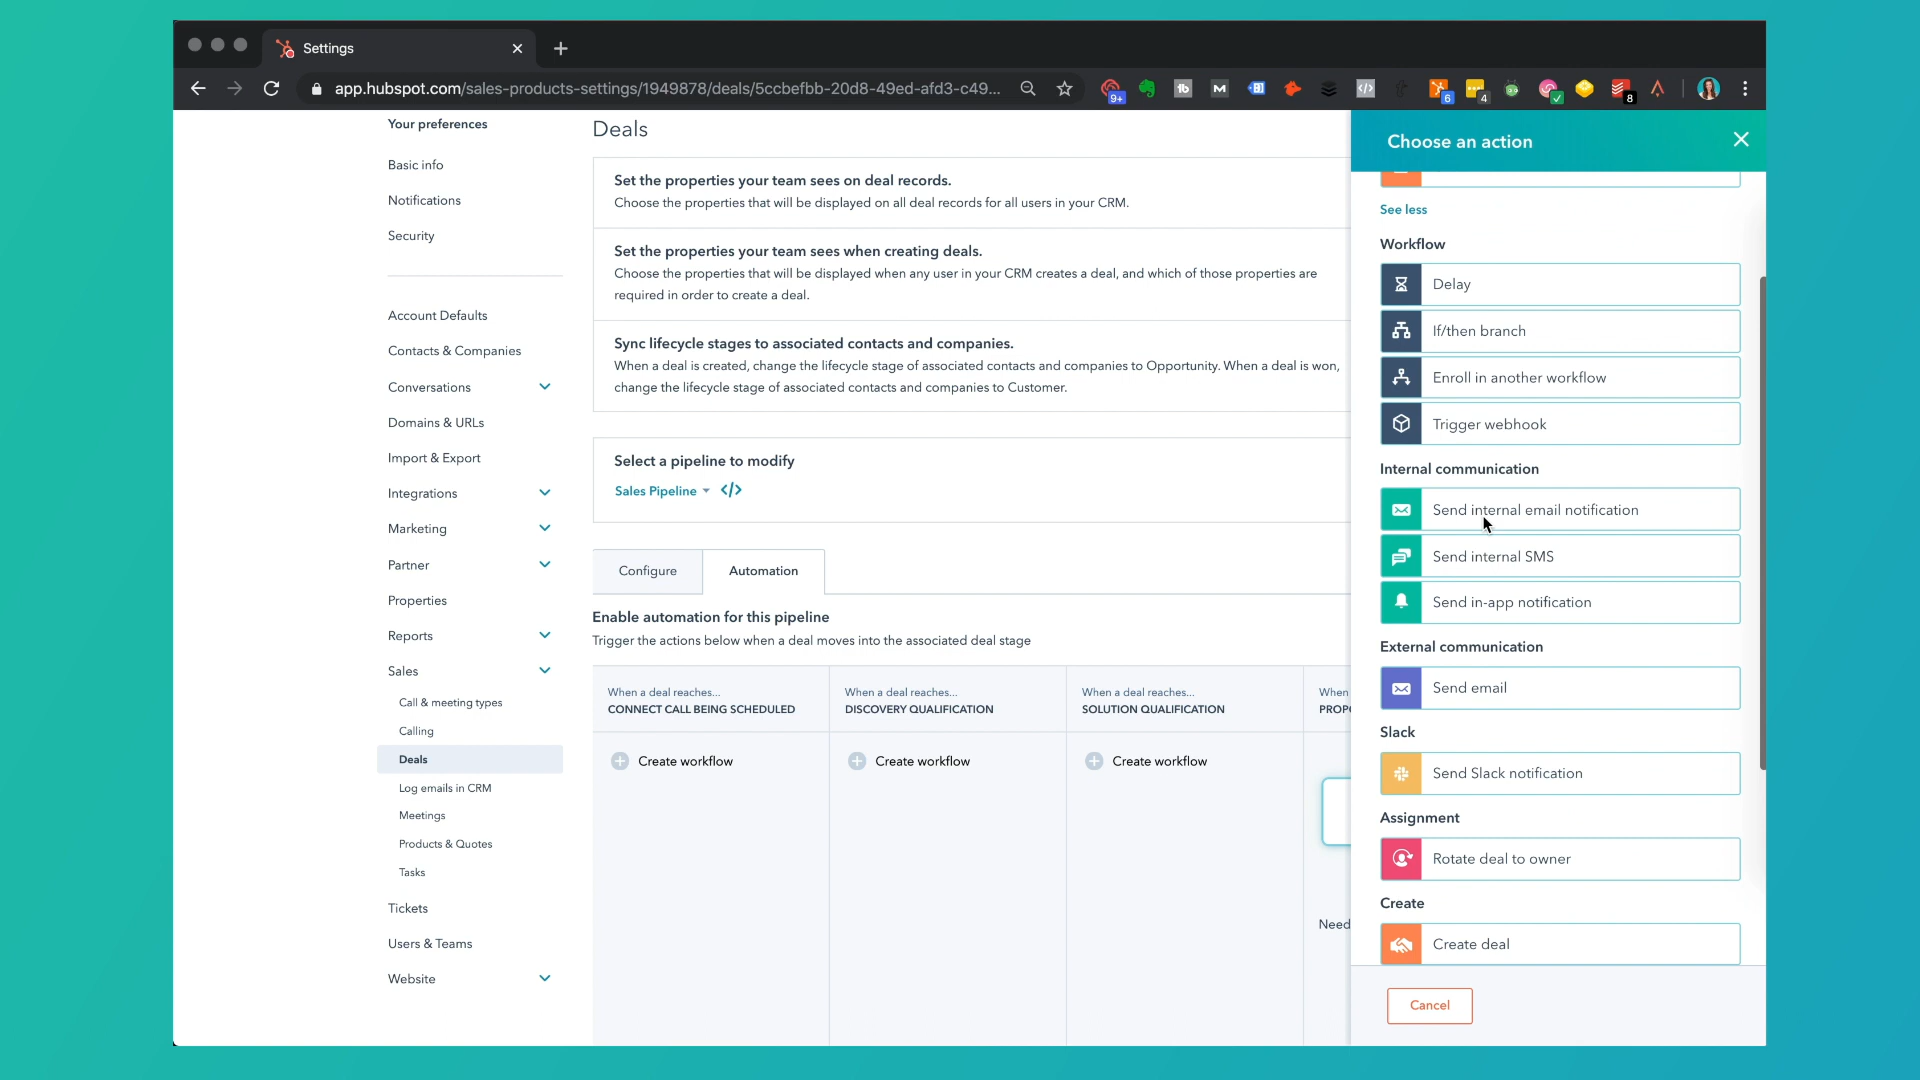 Settings
app.hubspot.com/sales-products-settings/1949878/deals/5ccbefbb-20d8-49ed-afd3-c49...
9+
6
4
8
Your preferences
Basic info
Notifications
Security
Account Defaults
Contacts & Companies
Conversations
Domains & URLs
Import & Export
Integrations
Marketing
Partner
Properties
Reports
Sales
Call & meeting types
Calling
Deals
Log emails in CRM
Meetings
Products & Quotes
Tasks
Tickets
Users & Teams
Website
Deals
Set the properties your team sees on deal records.
Choose the properties that will be displayed on all deal records for all users in your CRM.
Set the properties your team sees when creating deals.
Choose the properties that will be displayed when any user in your CRM creates a deal, and which of those properties are
required in order to create a deal.
Sync lifecycle stages to associated contacts and companies.
When a deal is created, change the lifecycle stage of associated contacts and companies to Opportunity. When a deal is won,
change the lifecycle stage of associated contacts and companies to Customer.
Select a pipeline to modify
Sales Pipeline </>
Configure
Automation
Enable automation for this pipeline
Trigger the actions below when a deal moves into the associated deal stage
When a deal reaches...
CONNECT CALL BEING SCHEDULED
Create workflow
When a deal reaches...
DISCOVERY QUALIFICATION
Create workflow
When a deal reaches...
SOLUTION QUALIFICATION
Create workflow
When
PROPO
Need
Choose an action
See less
Workflow
Delay
If/then branch
Enroll in another workflow
Trigger webhook
Internal communication
Send internal email notification
Send internal SMS
Send in-app notification
External communication
Send email
Slack
Send Slack notification
Assignment
Rotate deal to owner
Create
Create deal
Cancel